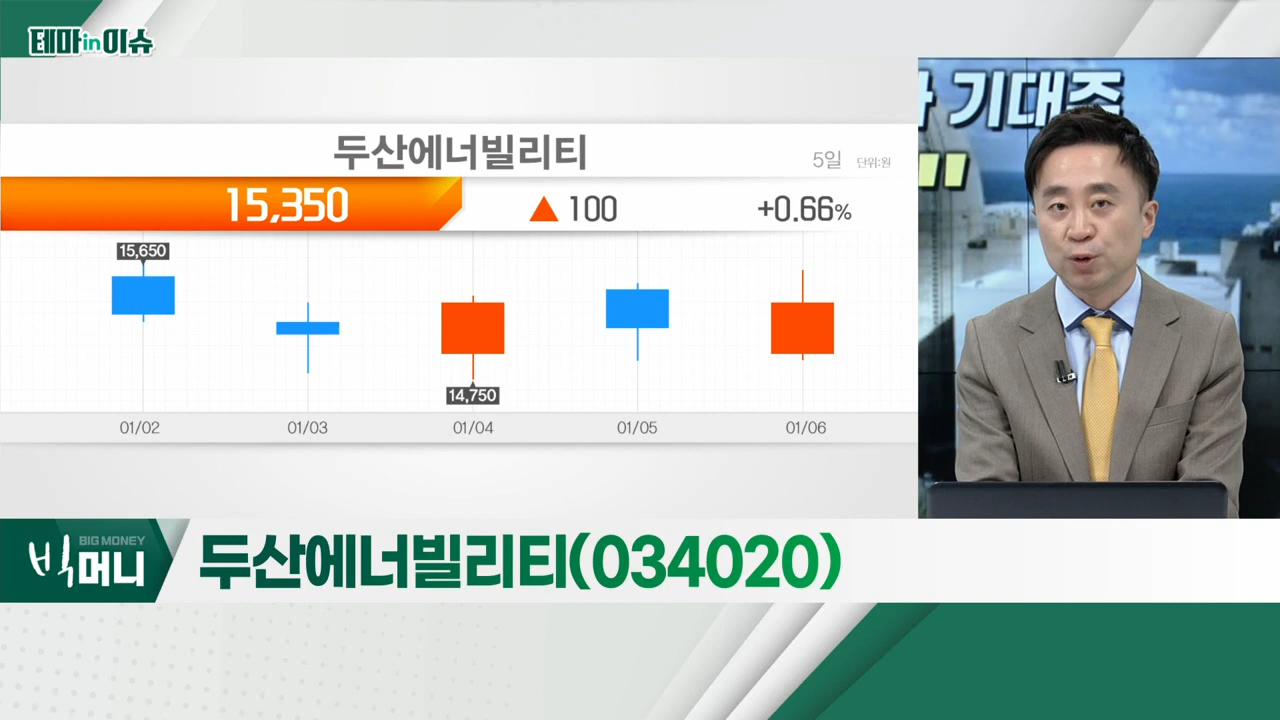 테마in이슈
기대주
"
두산에너빌리티
5일 단위:원
15,350 ▲ 100 +0.66%
15,650
14,750
01/02 01/03 01/04 01/05 01/06
BIG MONEY
빅머니
두산에너빌리티(034020)